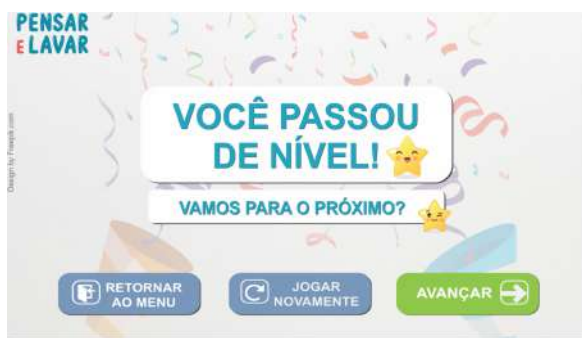 PENSAR
E LAVAR
Design by Freepik.com
VOCÊ PASSOU
DE NÍVEL!
VAMOS PARA O PRÓXIMO?
RETORNAR
AO MENU
JOGAR
NOVAMENTE
AVANÇAR